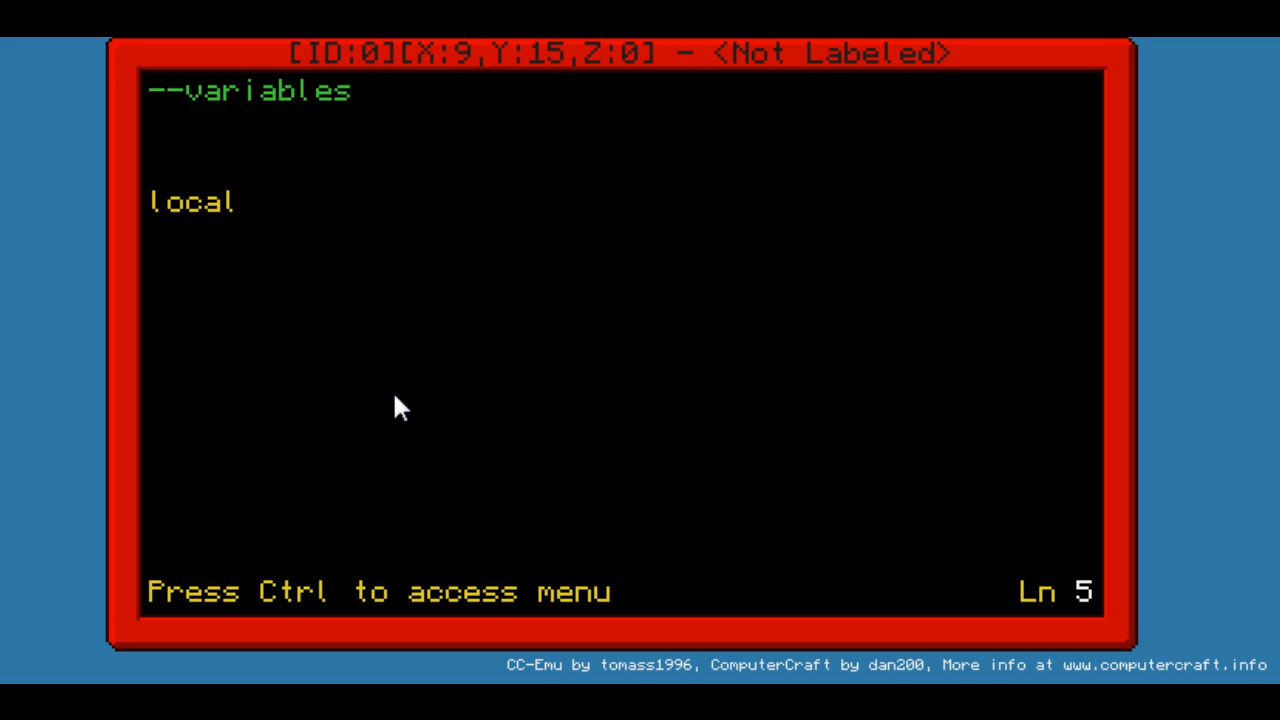 [ID:0][X:9,Y:15,Z:0] - <Not Labeled>
--variables
local
Press Ctrl to access menu Ln 5
CC-Emu by tomass1996, ComputerCraft by dan200, More info at www.computercraft.info